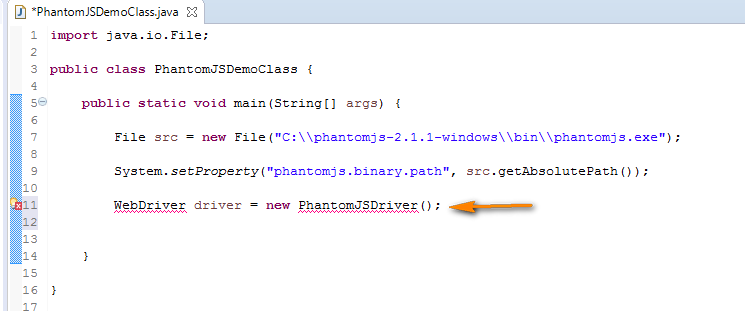 *PhantomJSDemoClass.java
1 import java.io.File;
2
3 public class PhantomJSDemoClass {
4
5 public static void main(String[] args) {
6
7 File src = new File("C:\\phantomjs-2.1.1-windows\\bin\\phantomjs.exe");
8
9 System.setProperty("phantomjs.binary.path", src.getAbsolutePath());
10
11 WebDriver driver = new PhantomJSDriver();
12
13
14 }
15
16 }
17